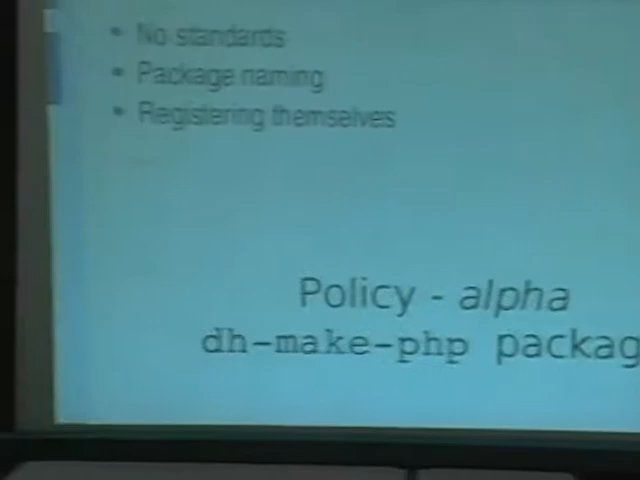 • No standards
• Package naming
• Registering themselves
Policy - alpha
dh-make-php packag